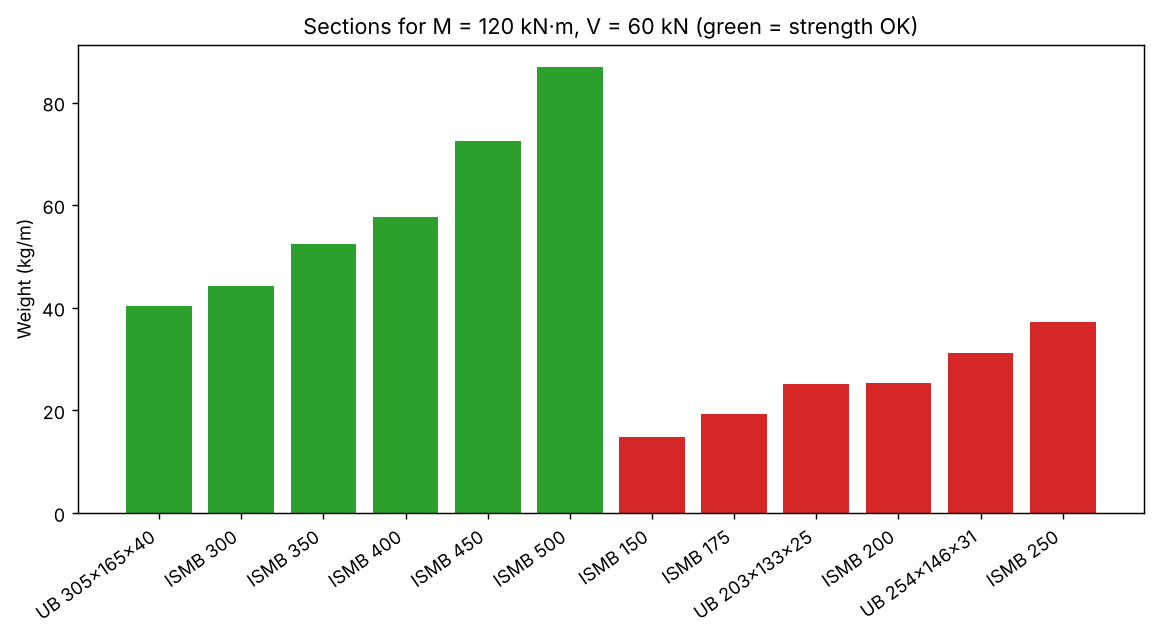 Sections for M = 120 kN·m, V = 60 kN (green = strength OK)
Weight (kg/m)
80
60
40
20
0
UB 305×165×40
ISMB 300
ISMB 350
ISMB 400
ISMB 450
ISMB 500
ISMB 150
ISMB 175
UB 203×133×25
ISMB 200
UB 254×146×31
ISMB 250